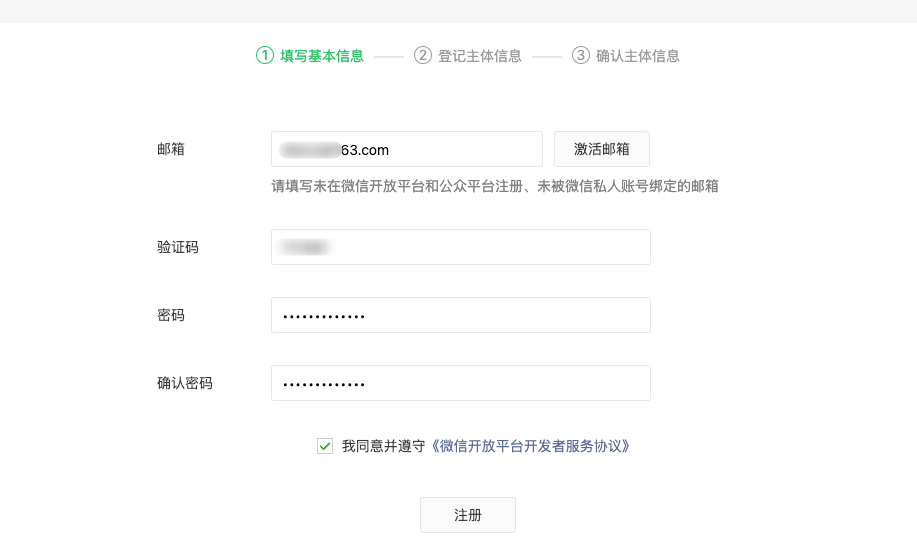 ① 填写基本信息 ② 登记主体信息 ③ 确认主体信息
邮箱 63.com 激活邮箱
请填写未在微信开放平台和公众平台注册、未被微信私人账号绑定的邮箱
验证码
密码 •••••••••••••
确认密码 •••••••••••••
我同意并遵守《微信开放平台开发者服务协议》
注册